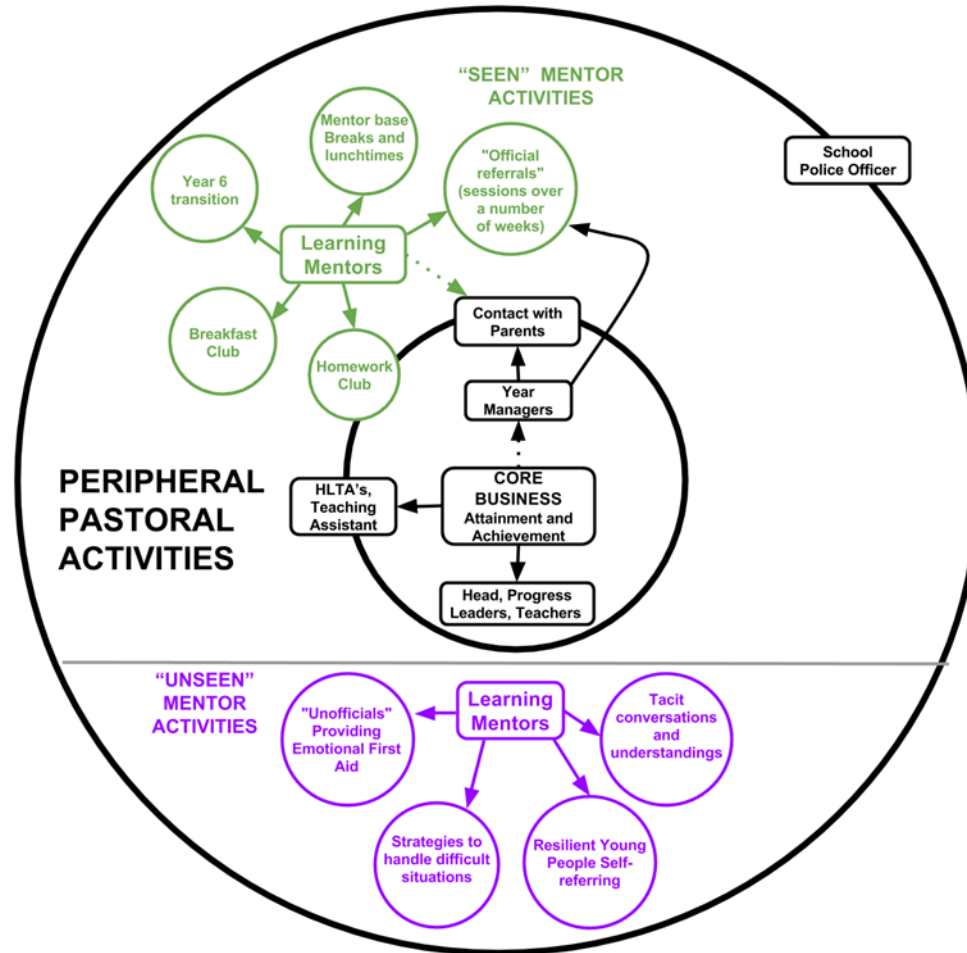 “SEEN” MENTOR
ACTIVITIES
Mentor base
Breaks and
lunchtimes
"Official
referrals"
(sessions over
a number
of weeks)
School
Police Officer
Year 6
transition
Learning
Mentors
Breakfast
Club
Homework
Club
Contact with
Parents
Year
Managers
PERIPHERAL
PASTORAL
ACTIVITIES
HLTA's,
Teaching
Assistant
CORE
BUSINESS
Attainment and
Achievement
Head, Progress
Leaders, Teachers
“UNSEEN”
MENTOR
ACTIVITIES
"Unofficials"
Providing
Emotional First
Aid
Learning
Mentors
Tacit
conversations
and
understandings
Strategies to
handle difficult
situations
Resilient Young
People Self-
referring